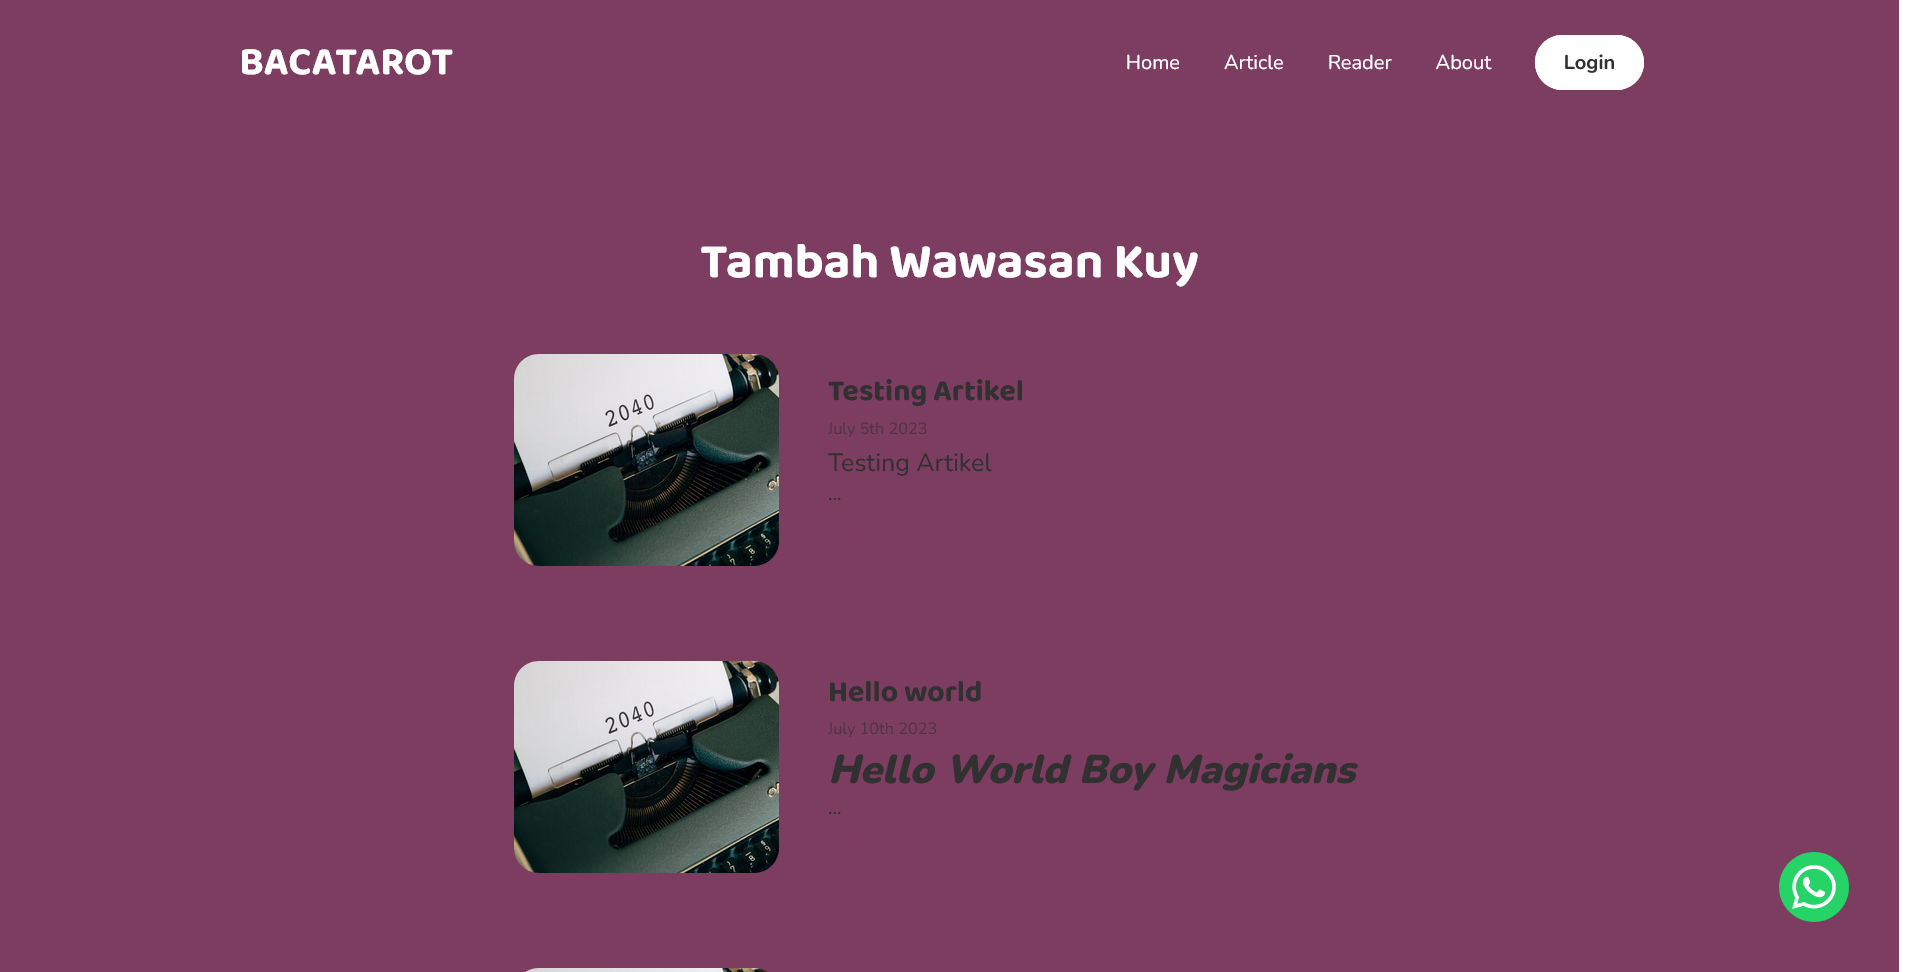 BACATAROT
Home Article Reader About Login
Tambah Wawasan Kuy
2040
Testing Artikel
July 5th 2023
Testing Artikel
...
2040
Hello world
July 10th 2023
Hello World Boy Magicians
...